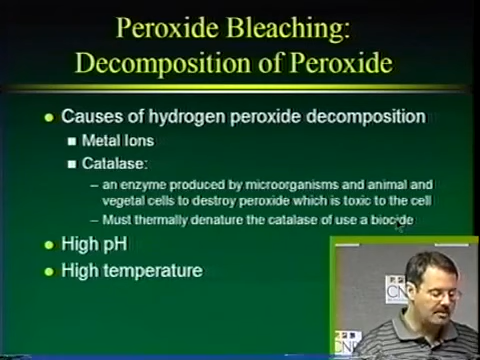 Peroxide Bleaching:
Decomposition of Peroxide
Causes of hydrogen peroxide decomposition
Metal Ions
Catalase:
– an enzyme produced by microorganisms and animal and
vegetal cells to destroy peroxide which is toxic to the cell
– Must thermally denature the catalase of use a biocide
High pH
High temperature